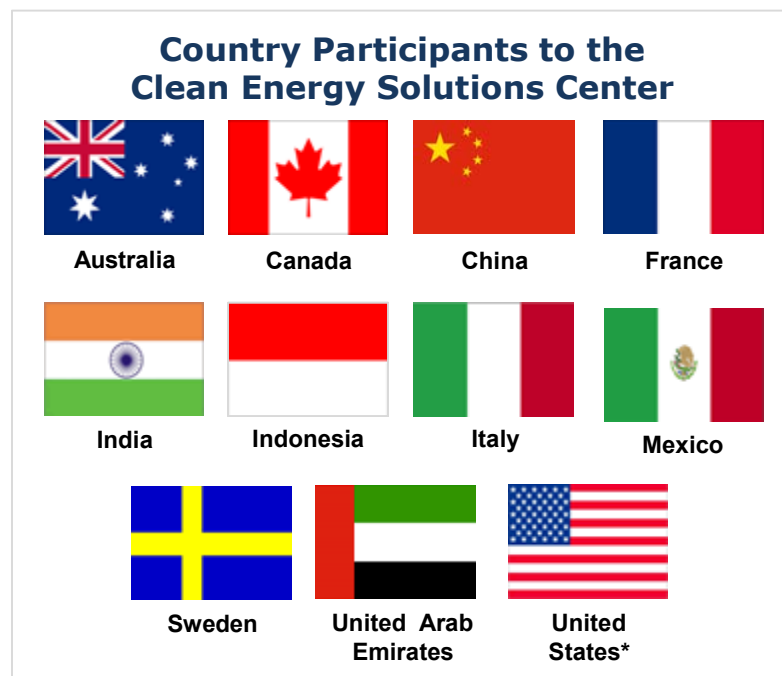 Country Participants to the
Clean Energy Solutions Center
Australia
Canada
China
France
India
Indonesia
Italy
Mexico
Sweden
United Arab
Emirates
United
States*